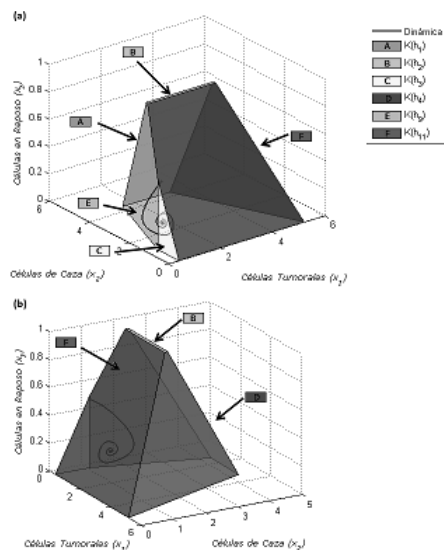 (a)
Dinámica
A K(h1)
B K(h2)
C K(h3)
D K(h4)
E K(h9)
F K(h11)
1
0.8
0.6
0.4
0.2
0
Células en Reposo (x3)
B
A
F
E
C
6
4
2
0
Células de Caza (x2)
0
2
4
6
Células Tumorales (x1)
(b)
1
0.8
0.6
0.4
0.2
0
Células en Reposo (x3)
B
F
D
0
2
4
6
Células Tumorales (x1)
0
1
2
3
4
5
Células de Caza (x2)